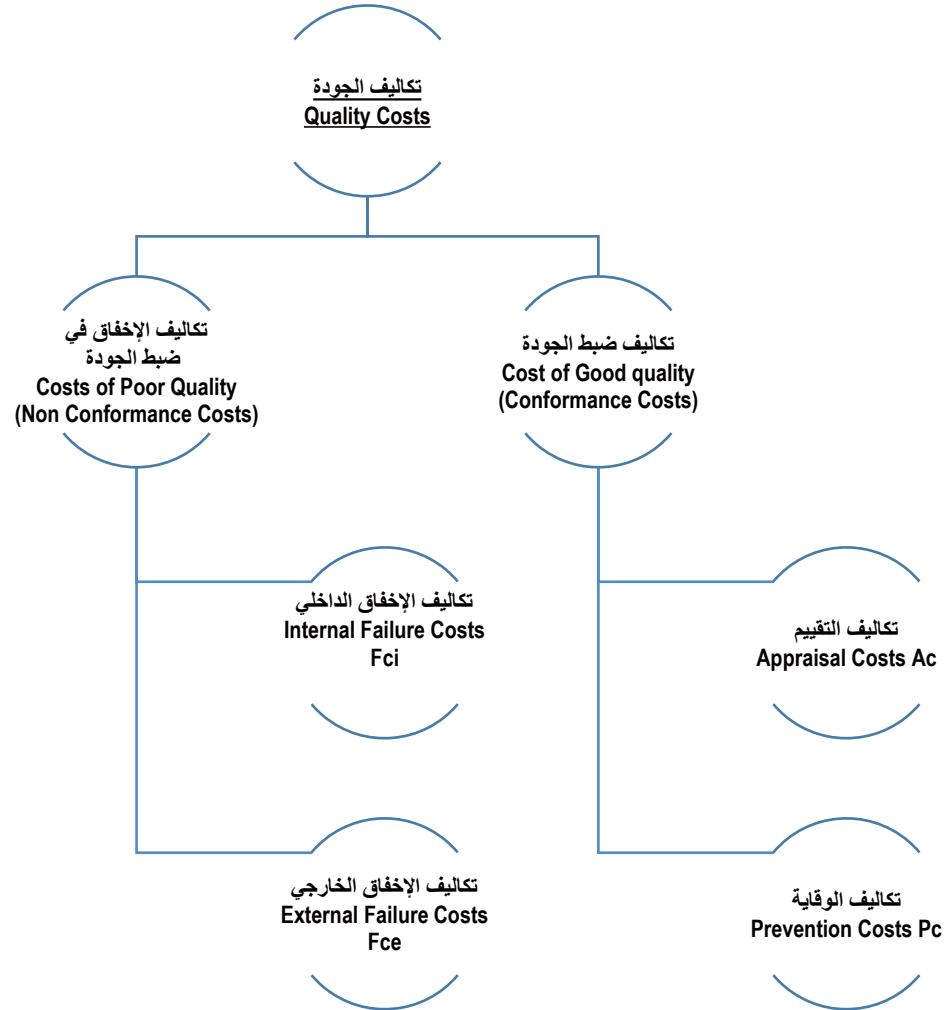 تكاليف الجودة
Quality Costs
تكاليف ضبط الجودة
Cost of Good quality
(Conformance Costs)
تكاليف الإخفاق في
ضبط الجودة
Costs of Poor Quality
(Non Conformance Costs)
تكاليف التقييم
Appraisal Costs Ac
تكاليف الإخفاق الداخلي
Internal Failure Costs
Fci
تكاليف الوقاية
Prevention Costs Pc
تكاليف الإخفاق الخارجي
External Failure Costs
Fce